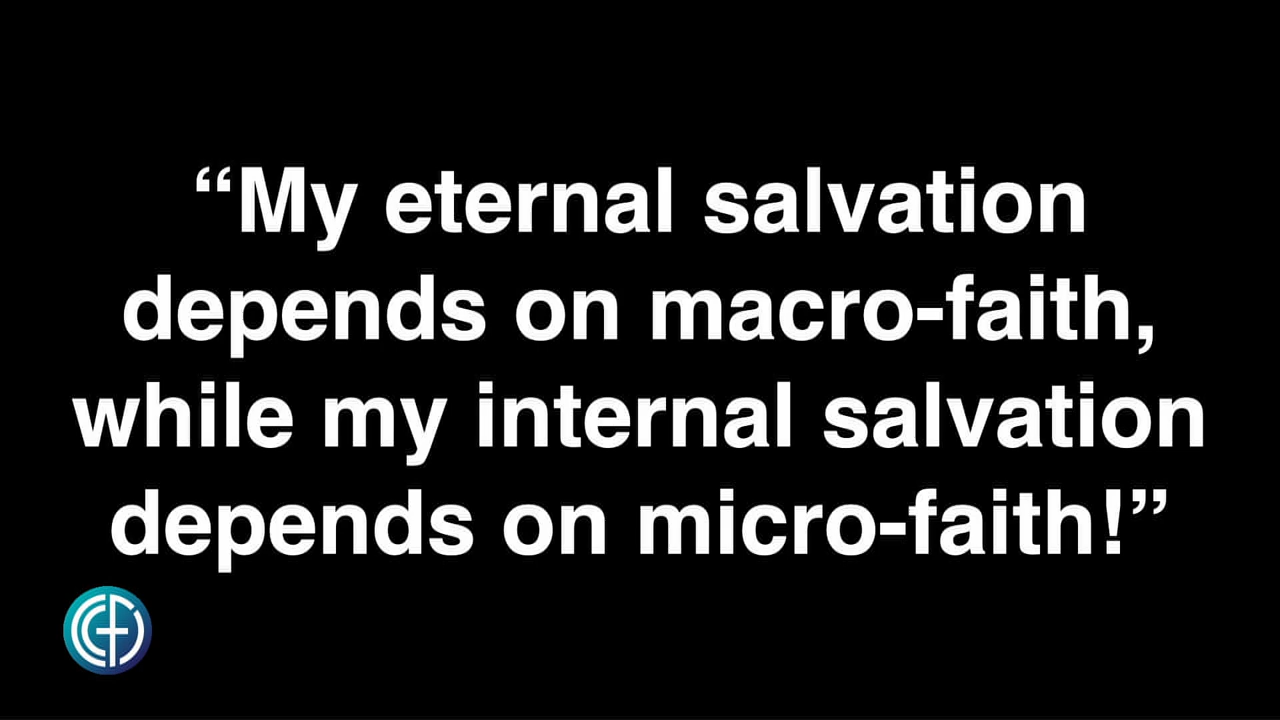 “My eternal salvation
depends on macro-faith,
while my internal salvation
depends on micro-faith!”